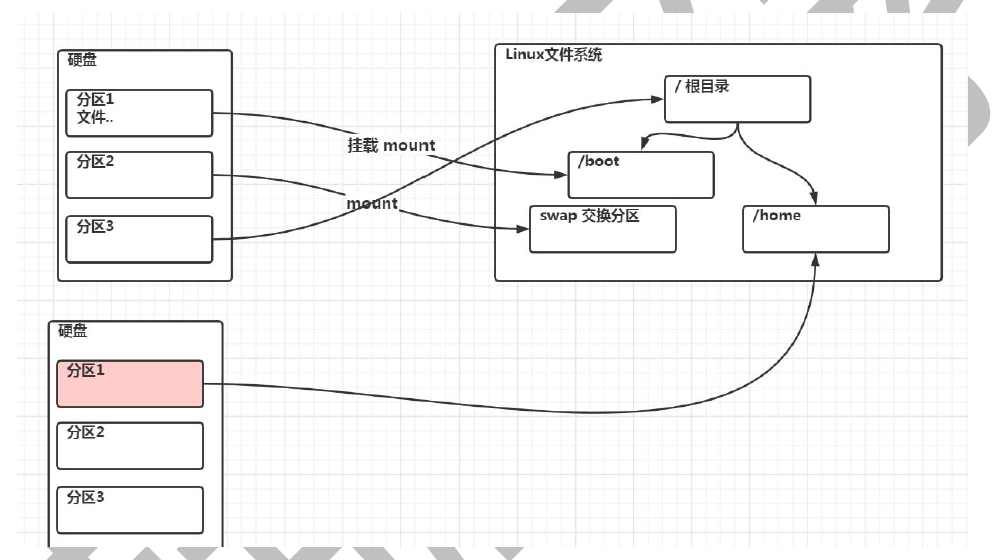 硬盘
分区1
文件..
分区2
分区3
挂载 mount
mount
Linux文件系统
/ 根目录
/boot
swap 交换分区
/home
硬盘
分区1
分区2
分区3